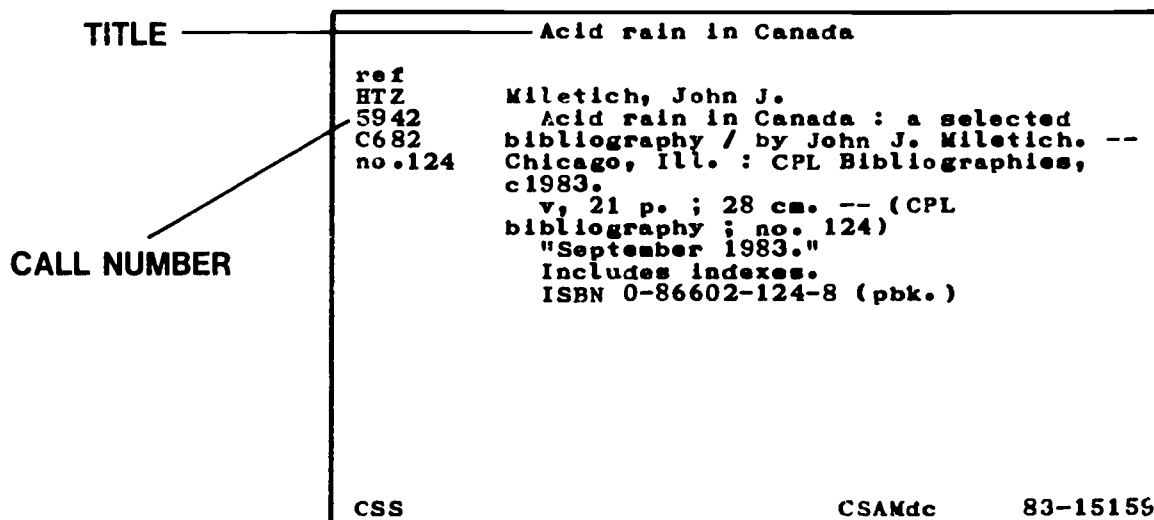 TITLE Acid rain in Canada
ref
HTZ Miletich, John J.
5942 Acid rain in Canada : a selected
C682 bibliography / by John J. Miletich. --
no.124 Chicago, Ill. : CPL Bibliographies,
c1983.
v, 21 p. ; 28 cm. -- (CPL
bibliography ; no. 124)
"September 1983."
CALL NUMBER
Includes indexes.
ISBN 0-86602-124-8 (pbk.)
CSS CSAMdc 83-15159